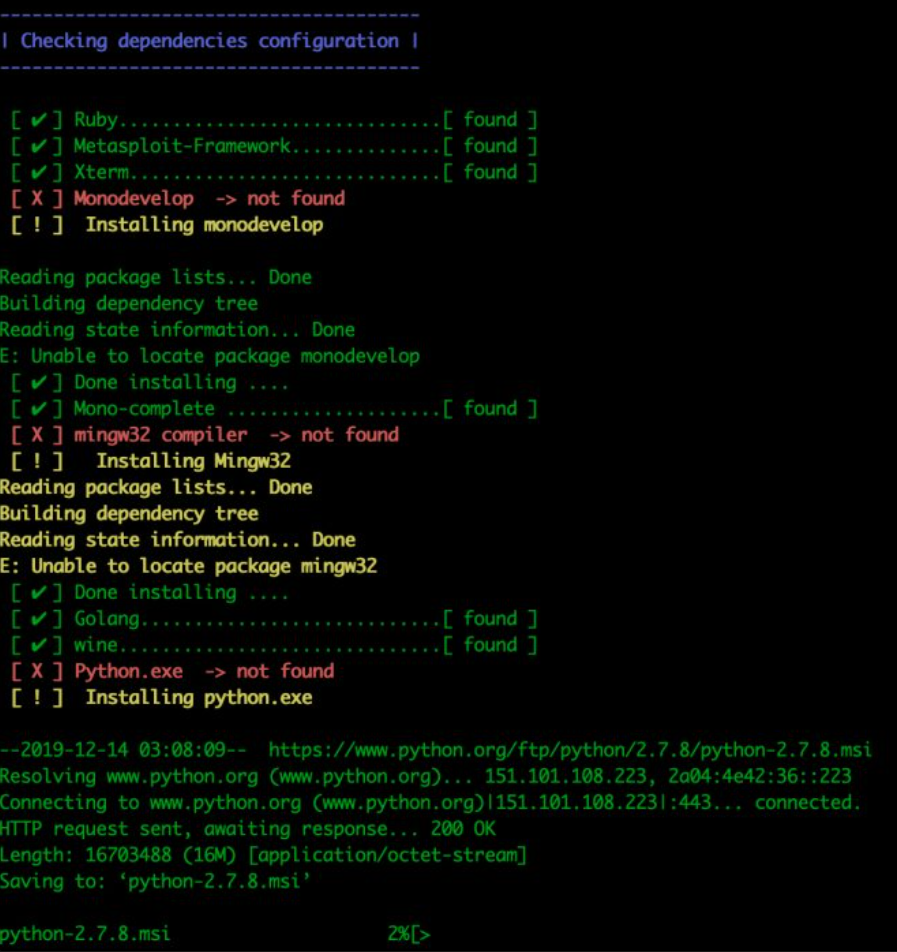 ---------------------------------------
| Checking dependencies configuration |
---------------------------------------
[ ✔ ] Ruby..............................[ found ]
[ ✔ ] Metasploit-Framework..............[ found ]
[ ✔ ] Xterm.............................[ found ]
[ X ] Monodevelop  -> not found
[ ! ]  Installing monodevelop
Reading package lists... Done
Building dependency tree
Reading state information... Done
E: Unable to locate package monodevelop
[ ✔ ] Done installing ....
[ ✔ ] Mono-complete ....................[ found ]
[ X ] mingw32 compiler  -> not found
[ ! ]   Installing Mingw32
Reading package lists... Done
Building dependency tree
Reading state information... Done
E: Unable to locate package mingw32
[ ✔ ] Done installing ....
[ ✔ ] Golang............................[ found ]
[ ✔ ] wine..............................[ found ]
[ X ] Python.exe  -> not found
[ ! ]  Installing python.exe
--2019-12-14 03:08:09--  https://www.python.org/ftp/python/2.7.8/python-2.7.8.msi
Resolving www.python.org (www.python.org)... 151.101.108.223, 2a04:4e42:36::223
Connecting to www.python.org (www.python.org)|151.101.108.223|:443... connected.
HTTP request sent, awaiting response... 200 OK
Length: 16703488 (16M) [application/octet-stream]
Saving to: ‘python-2.7.8.msi’
python-2.7.8.msi                    2%[>